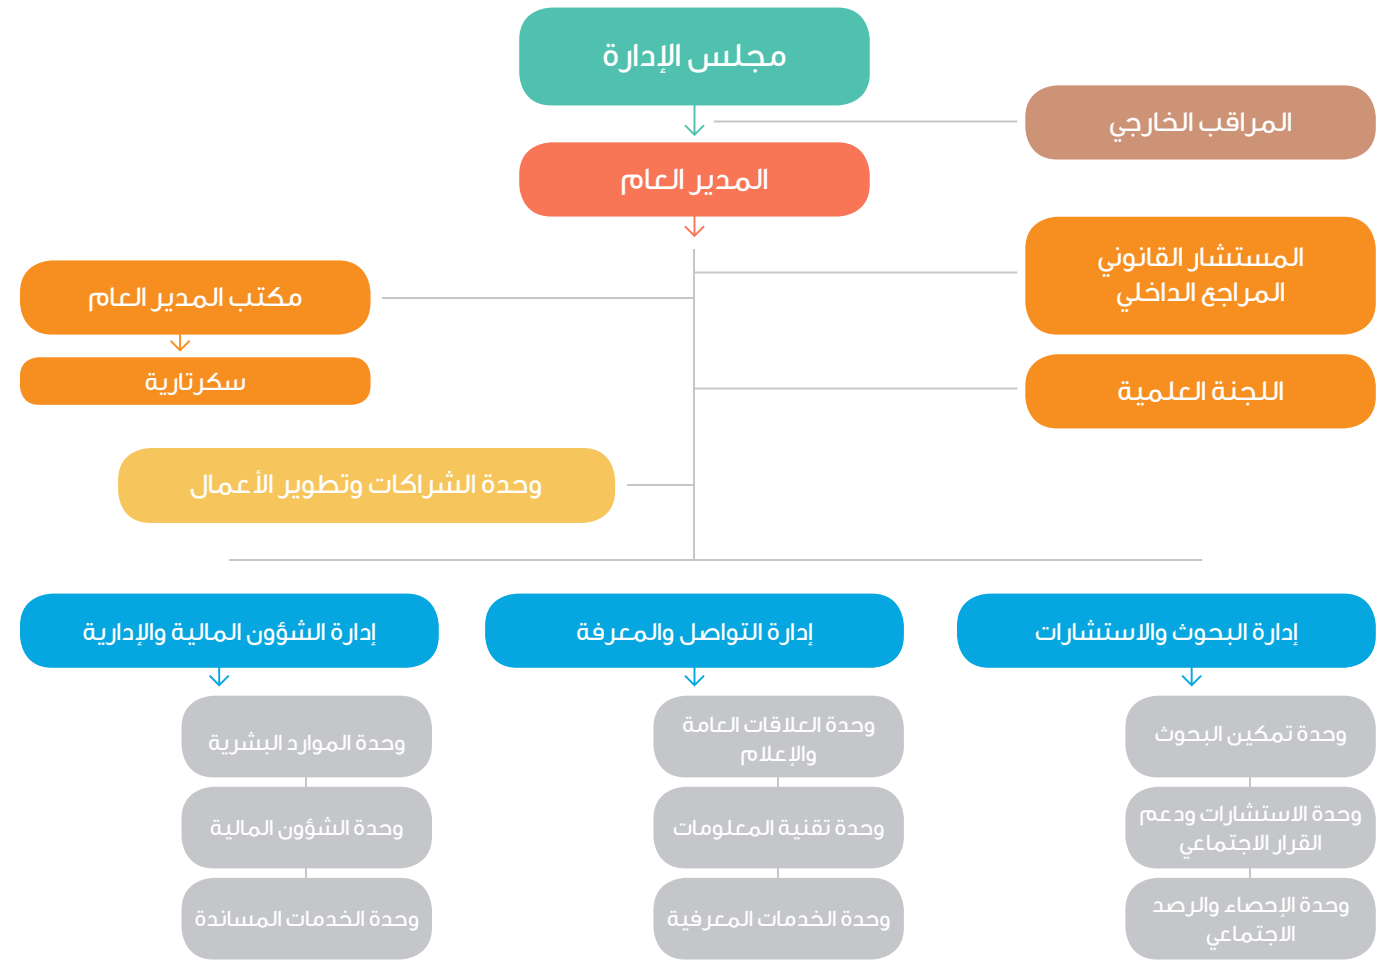 مجلس الإدارة
المراقب الخارجي
المدير العام
المستشار القانوني
المراجع الداخلي
مكتب المدير العام
سكرتارية
اللجنة العلمية
وحدة الشراكات وتطوير الأعمال
إدارة البحوث والاستشارات
إدارة التواصل والمعرفة
إدارة الشؤون المالية والإدارية
وحدة تمكين البحوث
وحدة الاستشارات ودعم
القرار الاجتماعي
وحدة الإحصاء والرصد
الاجتماعي
وحدة العلاقات العامة
والإعلام
وحدة تقنية المعلومات
وحدة الخدمات المعرفية
وحدة الموارد البشرية
وحدة الشؤون المالية
وحدة الخدمات المساندة